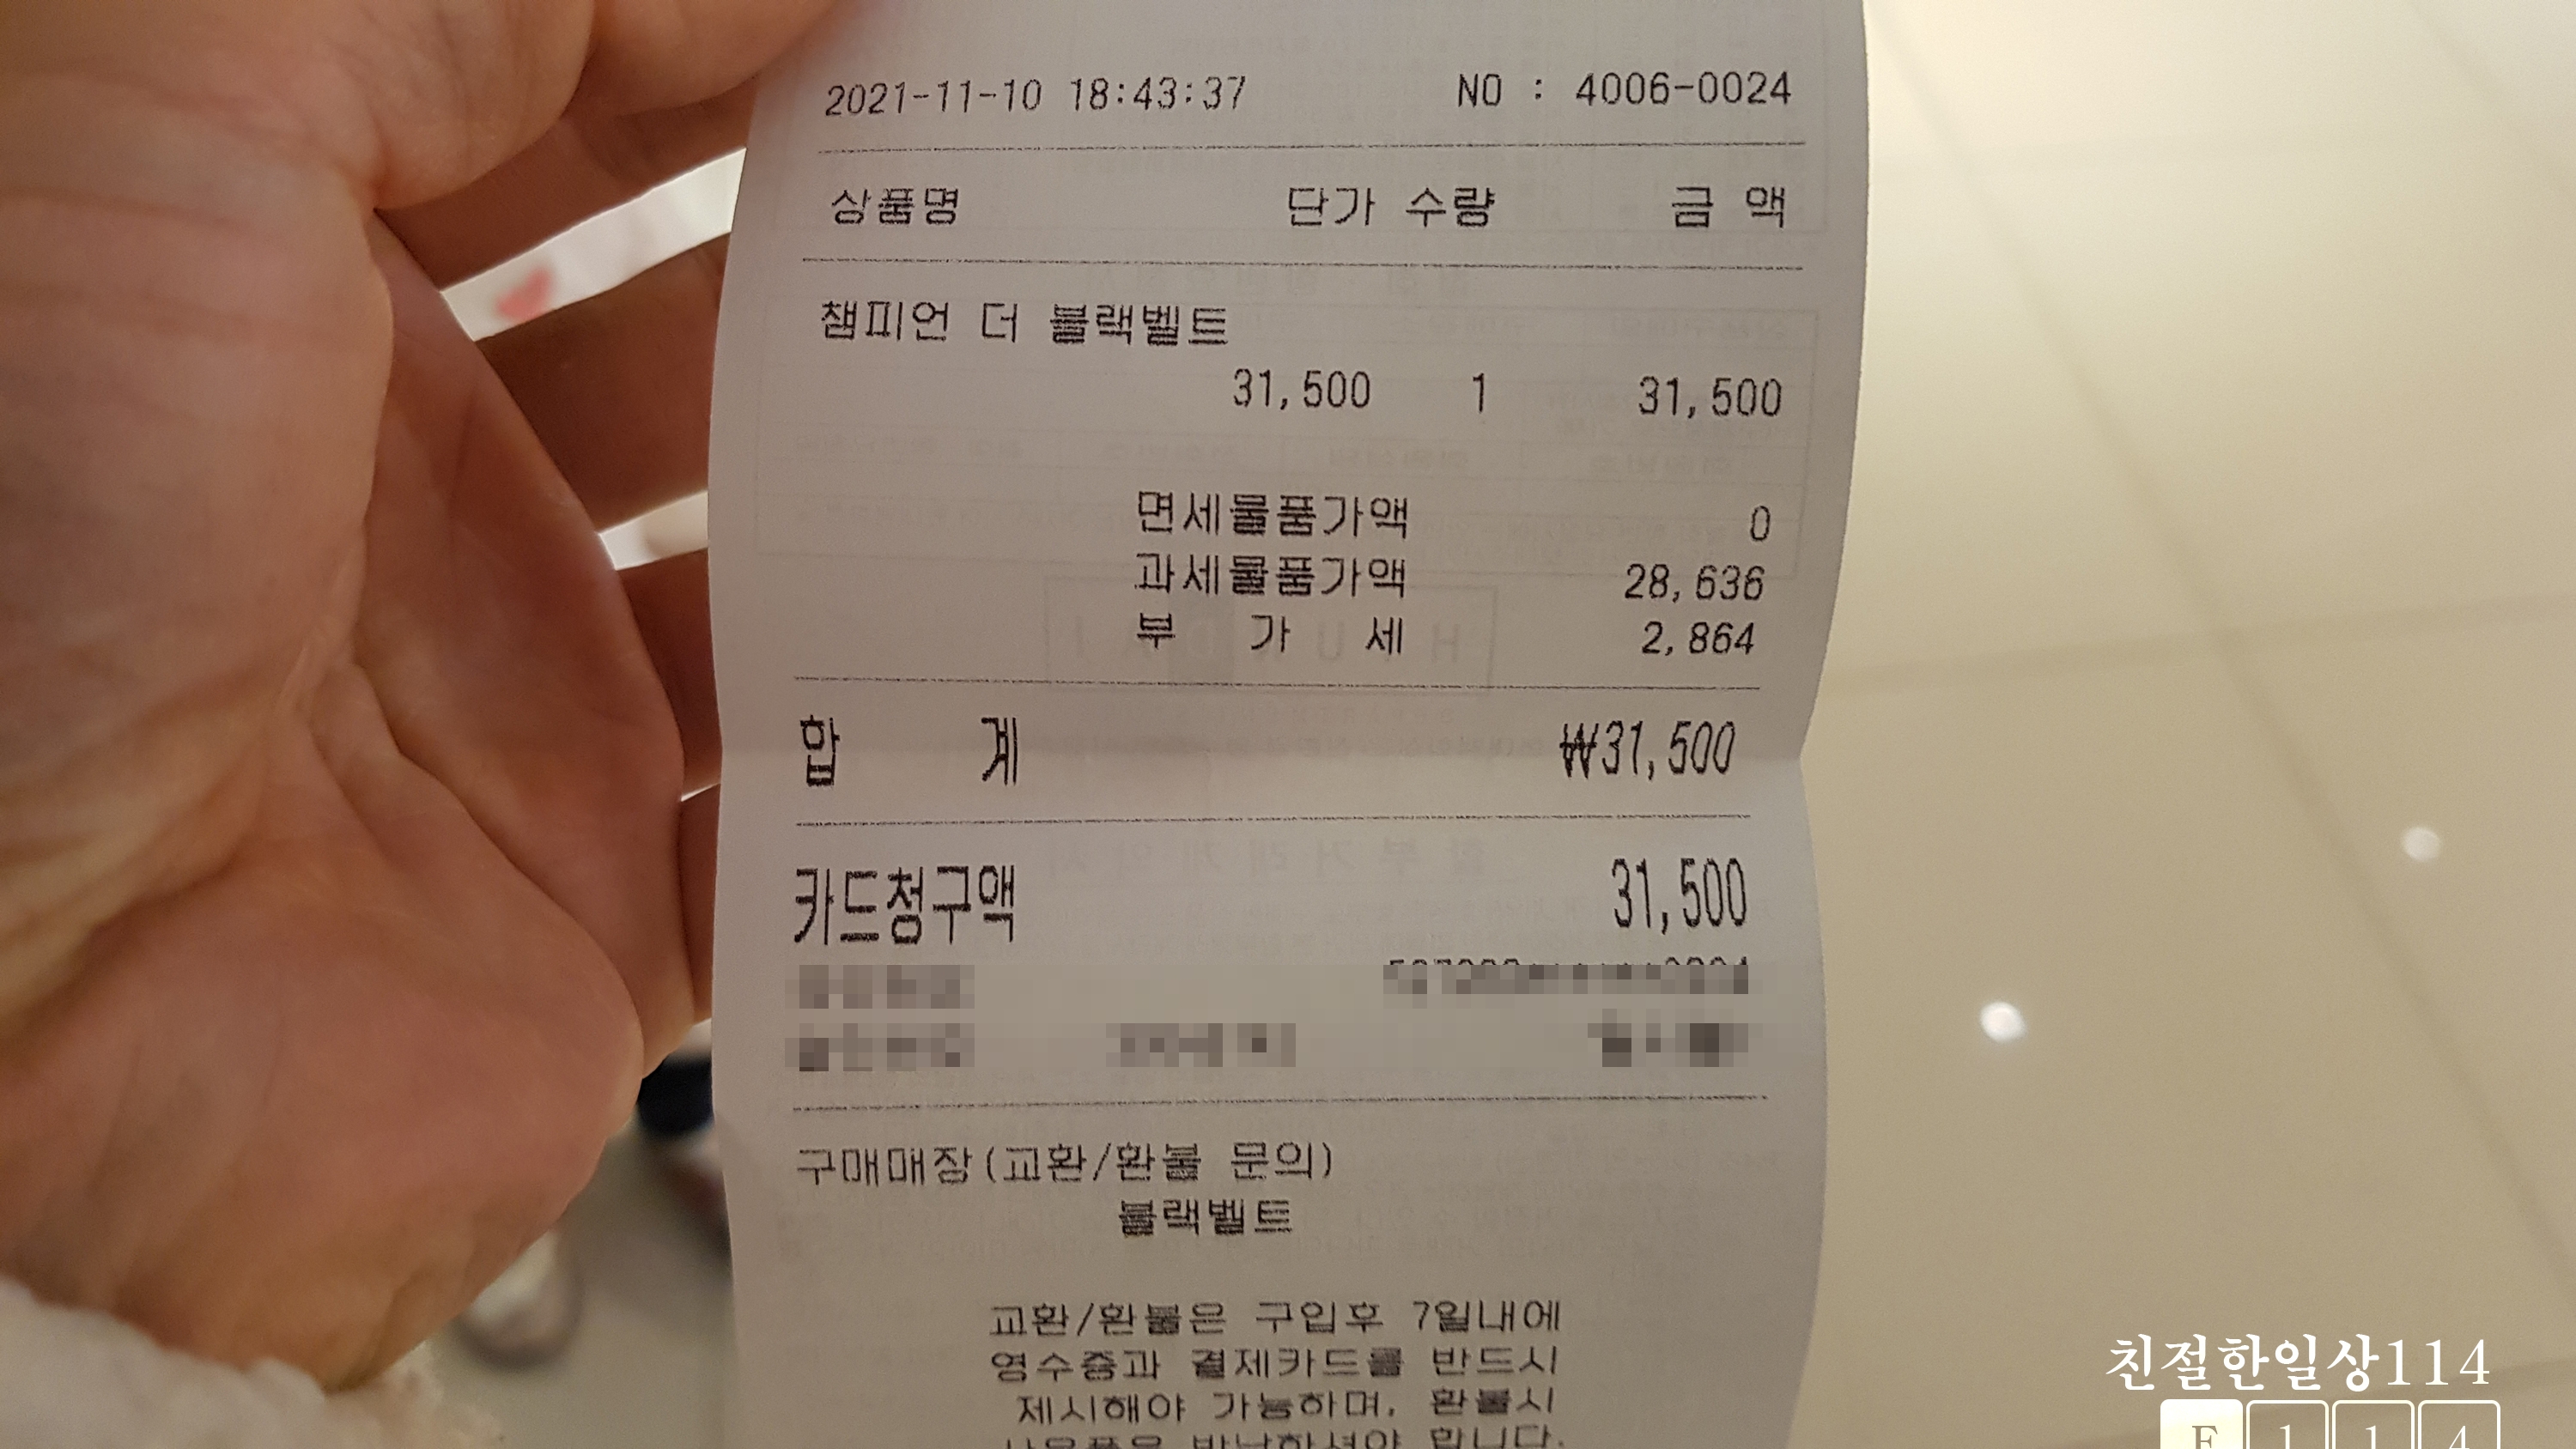 2021-11-10 18:43:37 NO : 4006-0024
상품명 단가 수량 금 액
챔피언 더 블랙벨트
31,500 1 31,500
면세물품가액 0
과세물품가액 28,636
부 가 세 2,864
합 계 ₩31,500
카드청구액 31,500
구매매장(교환/환불 문의)
블랙벨트
교환/환불은 구입후 7일내에
영수증과 결제카드를 반드시
제시해야 가능하며, 환불시
합니다.
친절한일상114
F 1 1 4